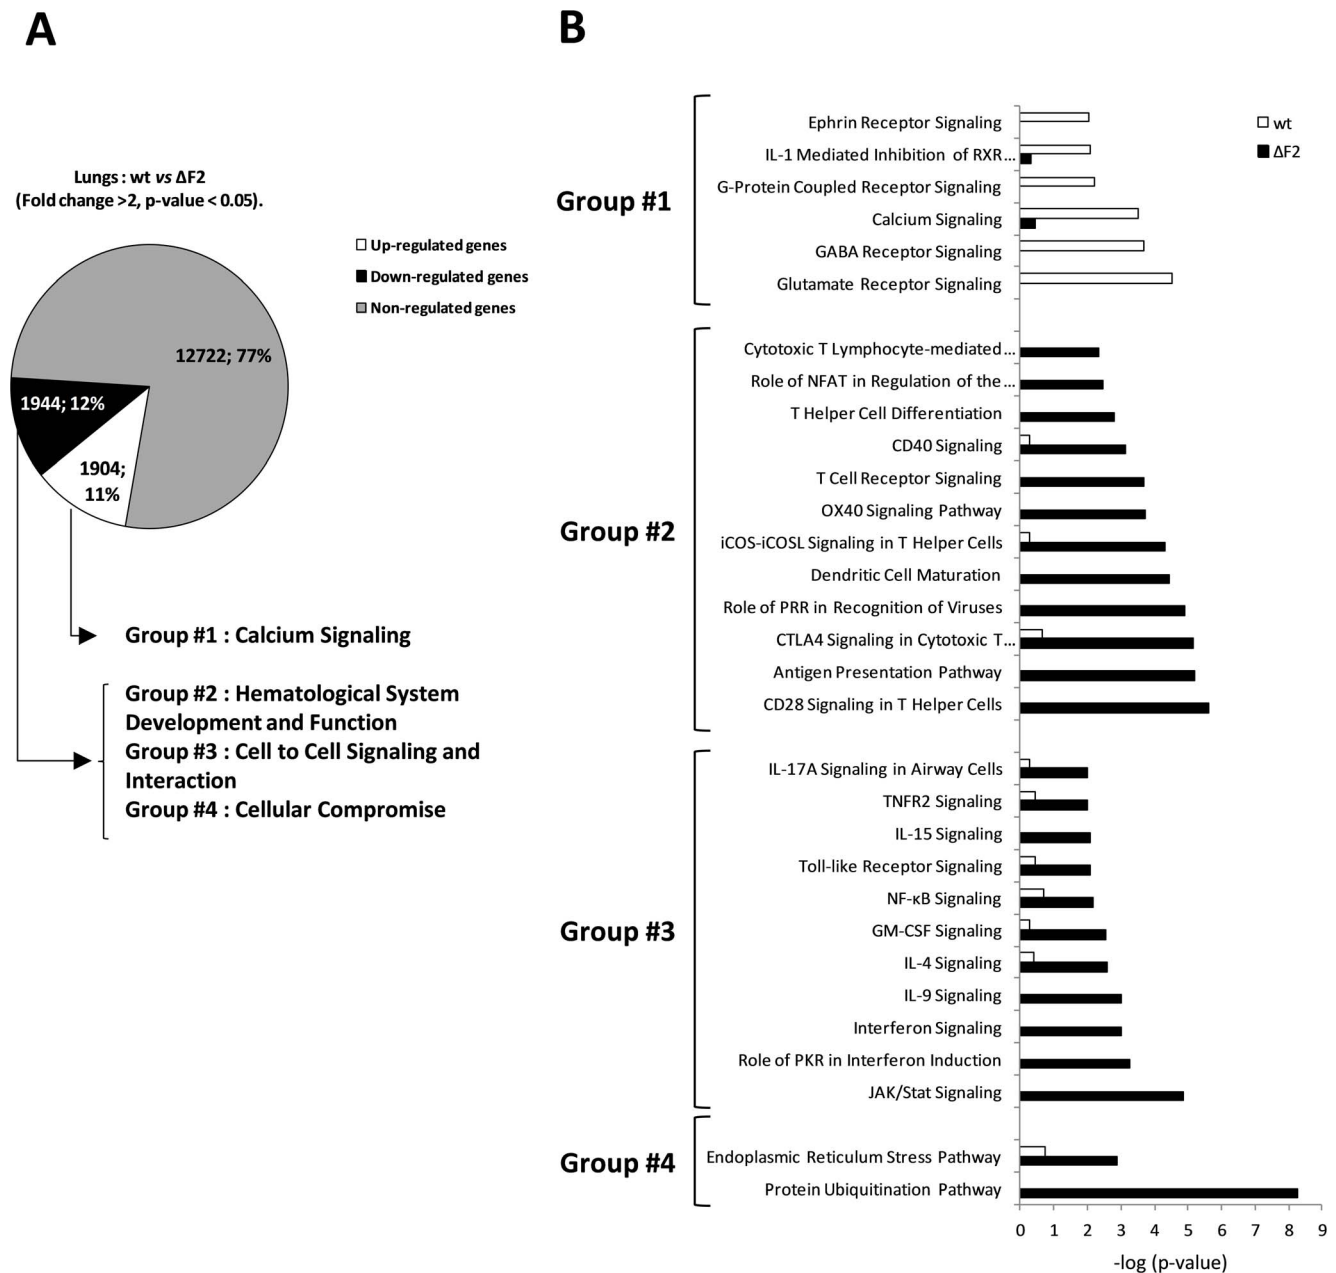 A
Lungs : wt vs ΔF2
(Fold change >2, p-value < 0.05).
Up-regulated genes
Down-regulated genes
Non-regulated genes
12722; 77%
1944; 12%
1904;
11%
Group #1 : Calcium Signaling
Group #2 : Hematological System
Development and Function
Group #3 : Cell to Cell Signaling and
Interaction
Group #4 : Cellular Compromise
B
wt
ΔF2
Group #1
Ephrin Receptor Signaling
IL-1 Mediated Inhibition of RXR...
G-Protein Coupled Receptor Signaling
Calcium Signaling
GABA Receptor Signaling
Glutamate Receptor Signaling
Group #2
Cytotoxic T Lymphocyte-mediated...
Role of NFAT in Regulation of the...
T Helper Cell Differentiation
CD40 Signaling
T Cell Receptor Signaling
OX40 Signaling Pathway
iCOS-iCOSL Signaling in T Helper Cells
Dendritic Cell Maturation
Role of PRR in Recognition of Viruses
CTLA4 Signaling in Cytotoxic T...
Antigen Presentation Pathway
CD28 Signaling in T Helper Cells
Group #3
IL-17A Signaling in Airway Cells
TNFR2 Signaling
IL-15 Signaling
Toll-like Receptor Signaling
NF-κB Signaling
GM-CSF Signaling
IL-4 Signaling
IL-9 Signaling
Interferon Signaling
Role of PKR in Interferon Induction
JAK/Stat Signaling
Group #4
Endoplasmic Reticulum Stress Pathway
Protein Ubiquitination Pathway
0 1 2 3 4 5 6 7 8 9
-log (p-value)